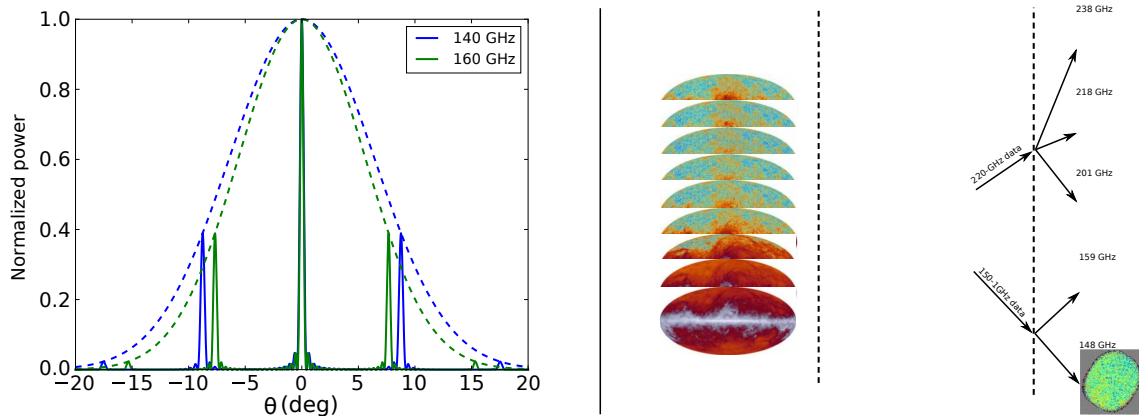 1.0
0.8
0.6
0.4
0.2
0.0
Normalized power
140 GHz
160 GHz
−20 −15 −10 −5 0 5 10 15 20
θ (deg)
238 GHz
218 GHz
220-GHz data
201 GHz
159 GHz
150-1GHz data
148 GHz